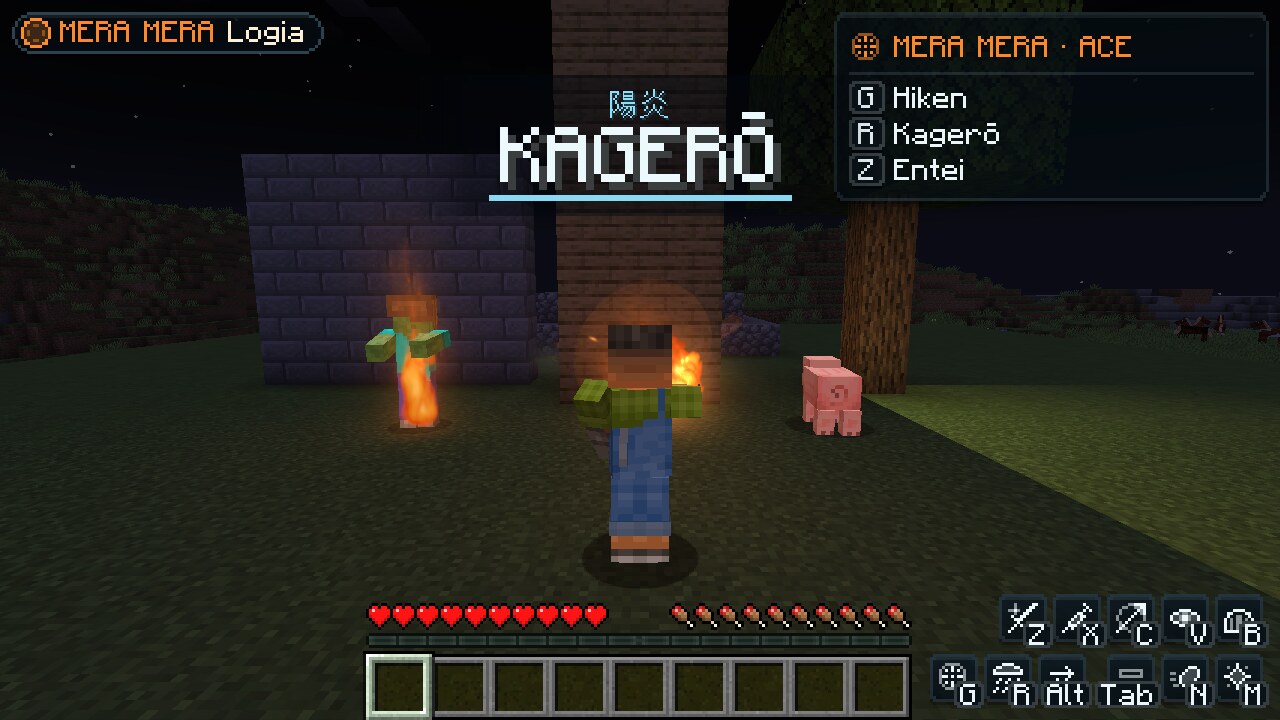 MERA MERA Logia
MERA MERA · ACE
G Hiken
R Kagerō
Z Entei
陽炎
KAGERŌ
Z X C V B
G R Alt Tab N M